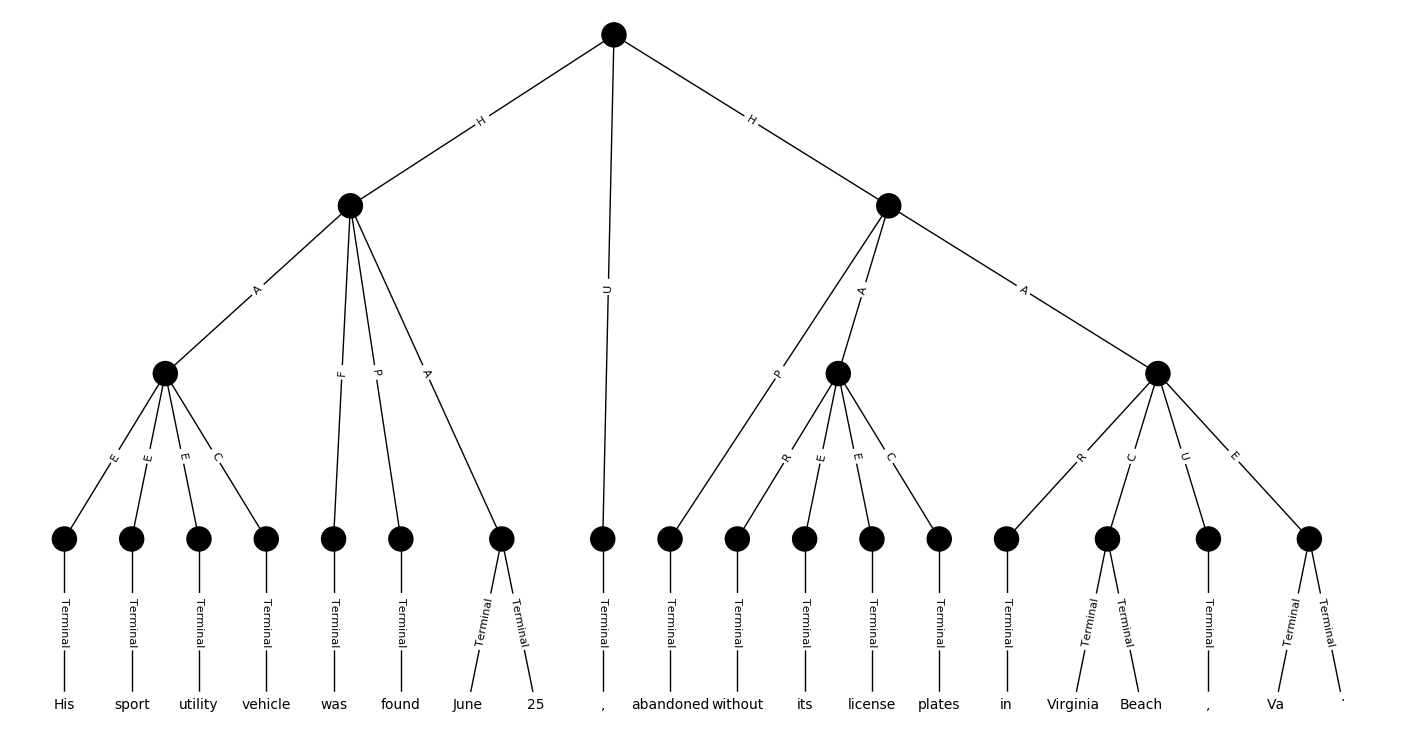 H H
A U A A
F P A P
E E E C R E E C R C U E
Terminal Terminal Terminal Terminal Terminal Terminal Terminal Terminal Terminal Terminal Terminal Terminal Terminal Terminal Terminal Terminal Terminal Terminal Terminal Terminal
His sport utility vehicle was found June 25 , abandoned without its license plates in Virginia Beach , Va .